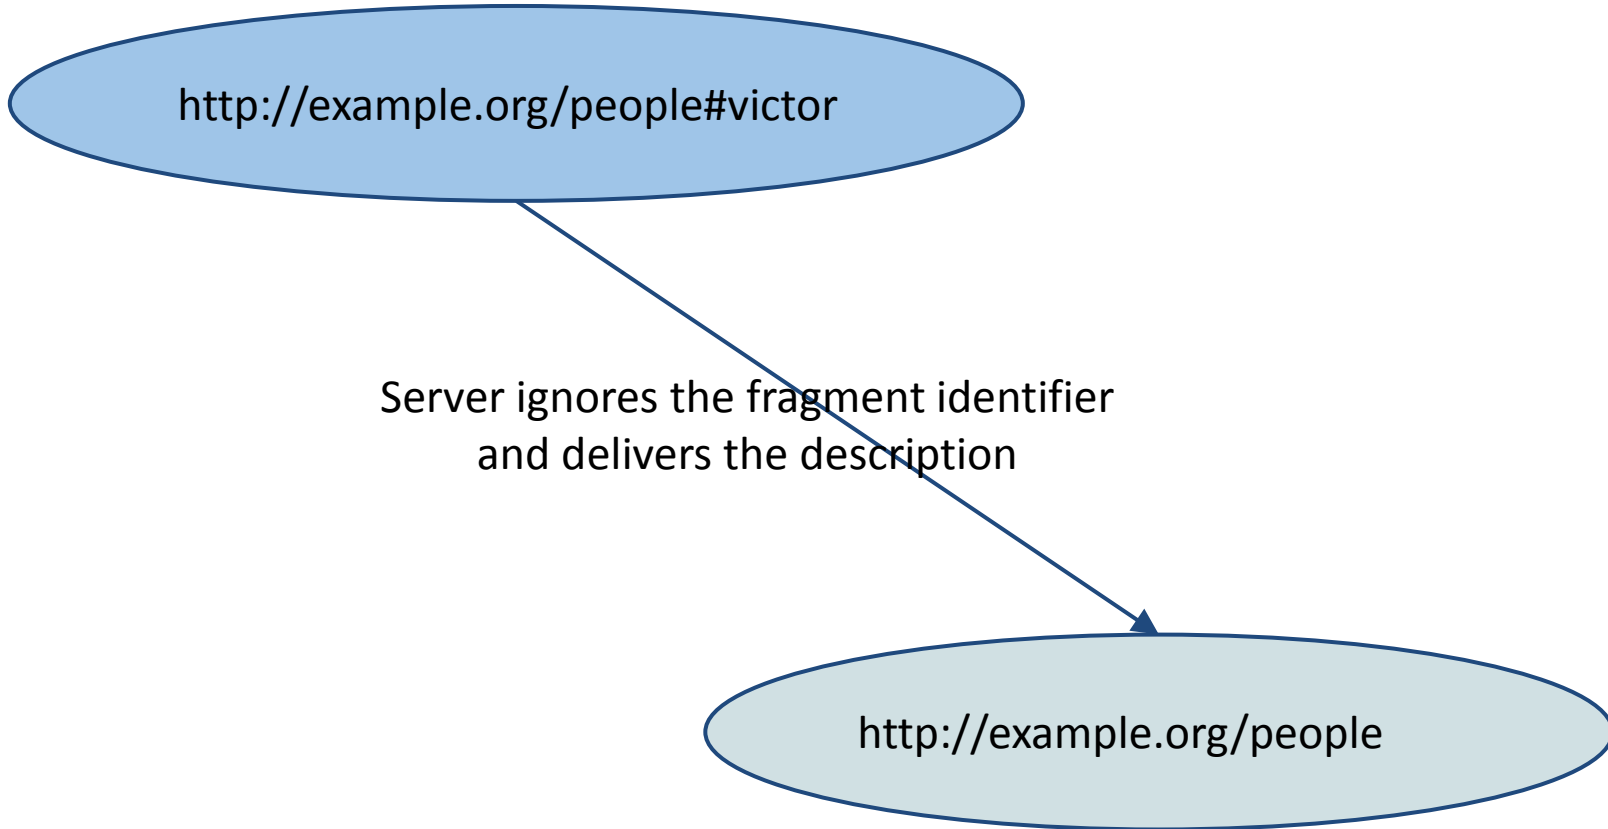 http://example.org/people#victor
Server ignores the fragment identifier
and delivers the description
http://example.org/people